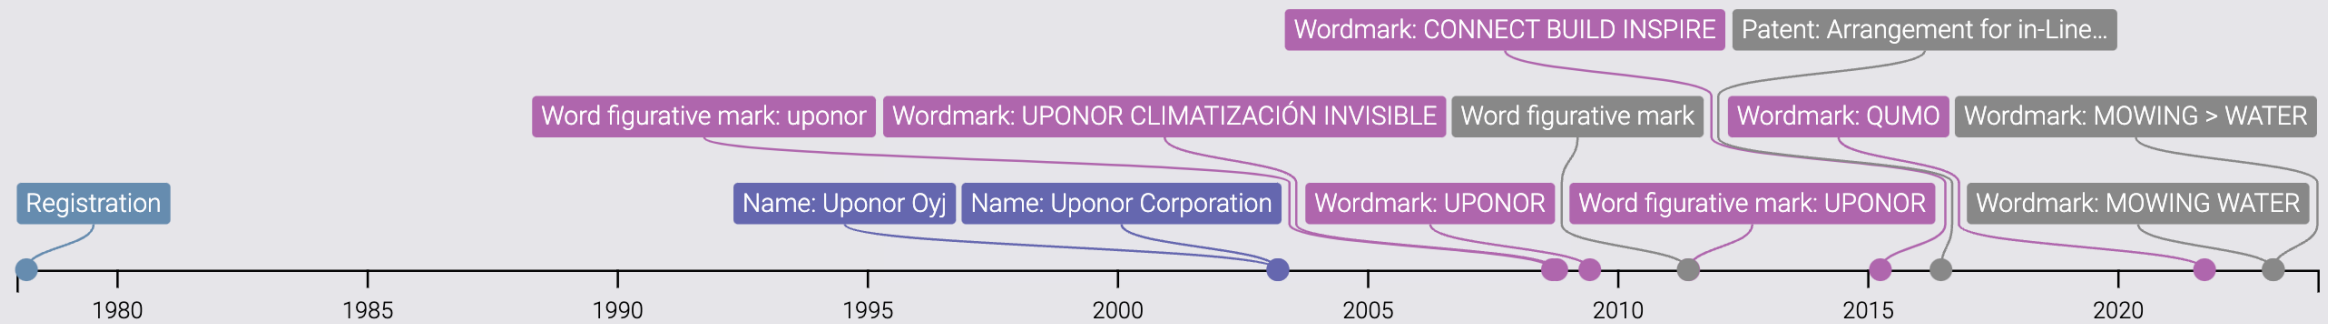 Wordmark: CONNECT BUILD INSPIRE
Patent: Arrangement for in-Line...
Word figurative mark: uponor
Wordmark: UPONOR CLIMATIZACIÓN INVISIBLE
Word figurative mark
Wordmark: QUMO
Wordmark: MOWING > WATER
Registration
Name: Uponor Oyj
Name: Uponor Corporation
Wordmark: UPONOR
Word figurative mark: UPONOR
Wordmark: MOWING WATER
1980
1985
1990
1995
2000
2005
2010
2015
2020